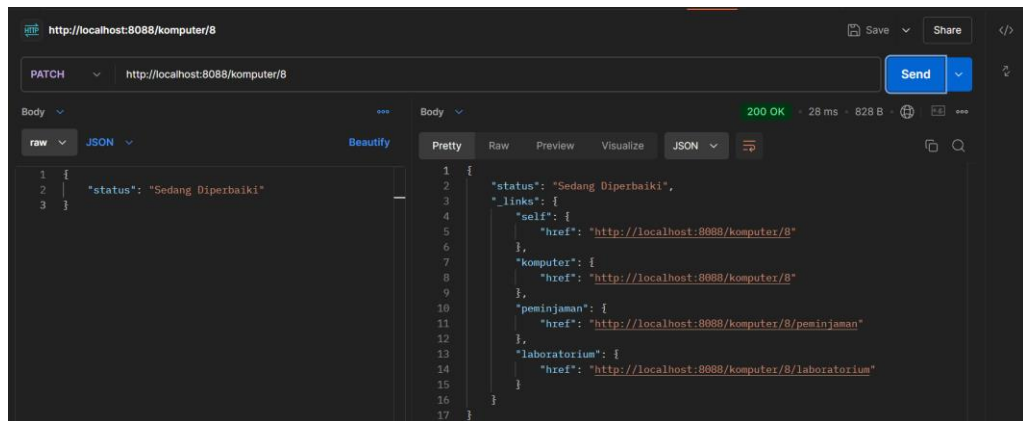 HTTP http://localhost:8088/komputer/8 Save Share
PATCH http://localhost:8088/komputer/8 Send
Body Body 200 OK 28 ms 828 B
raw JSON Beautify Pretty Raw Preview Visualize JSON
1 {
2 "status": "Sedang Diperbaiki"
3 }
1 {
2 "status": "Sedang Diperbaiki",
3 "_links": {
4 "self": {
5 "href": "http://localhost:8088/komputer/8"
6 },
7 "komputer": {
8 "href": "http://localhost:8088/komputer/8"
9 },
10 "peminjaman": {
11 "href": "http://localhost:8088/komputer/8/peminjaman"
12 },
13 "laboratorium": {
14 "href": "http://localhost:8088/komputer/8/laboratorium"
15 }
16 }
17 }